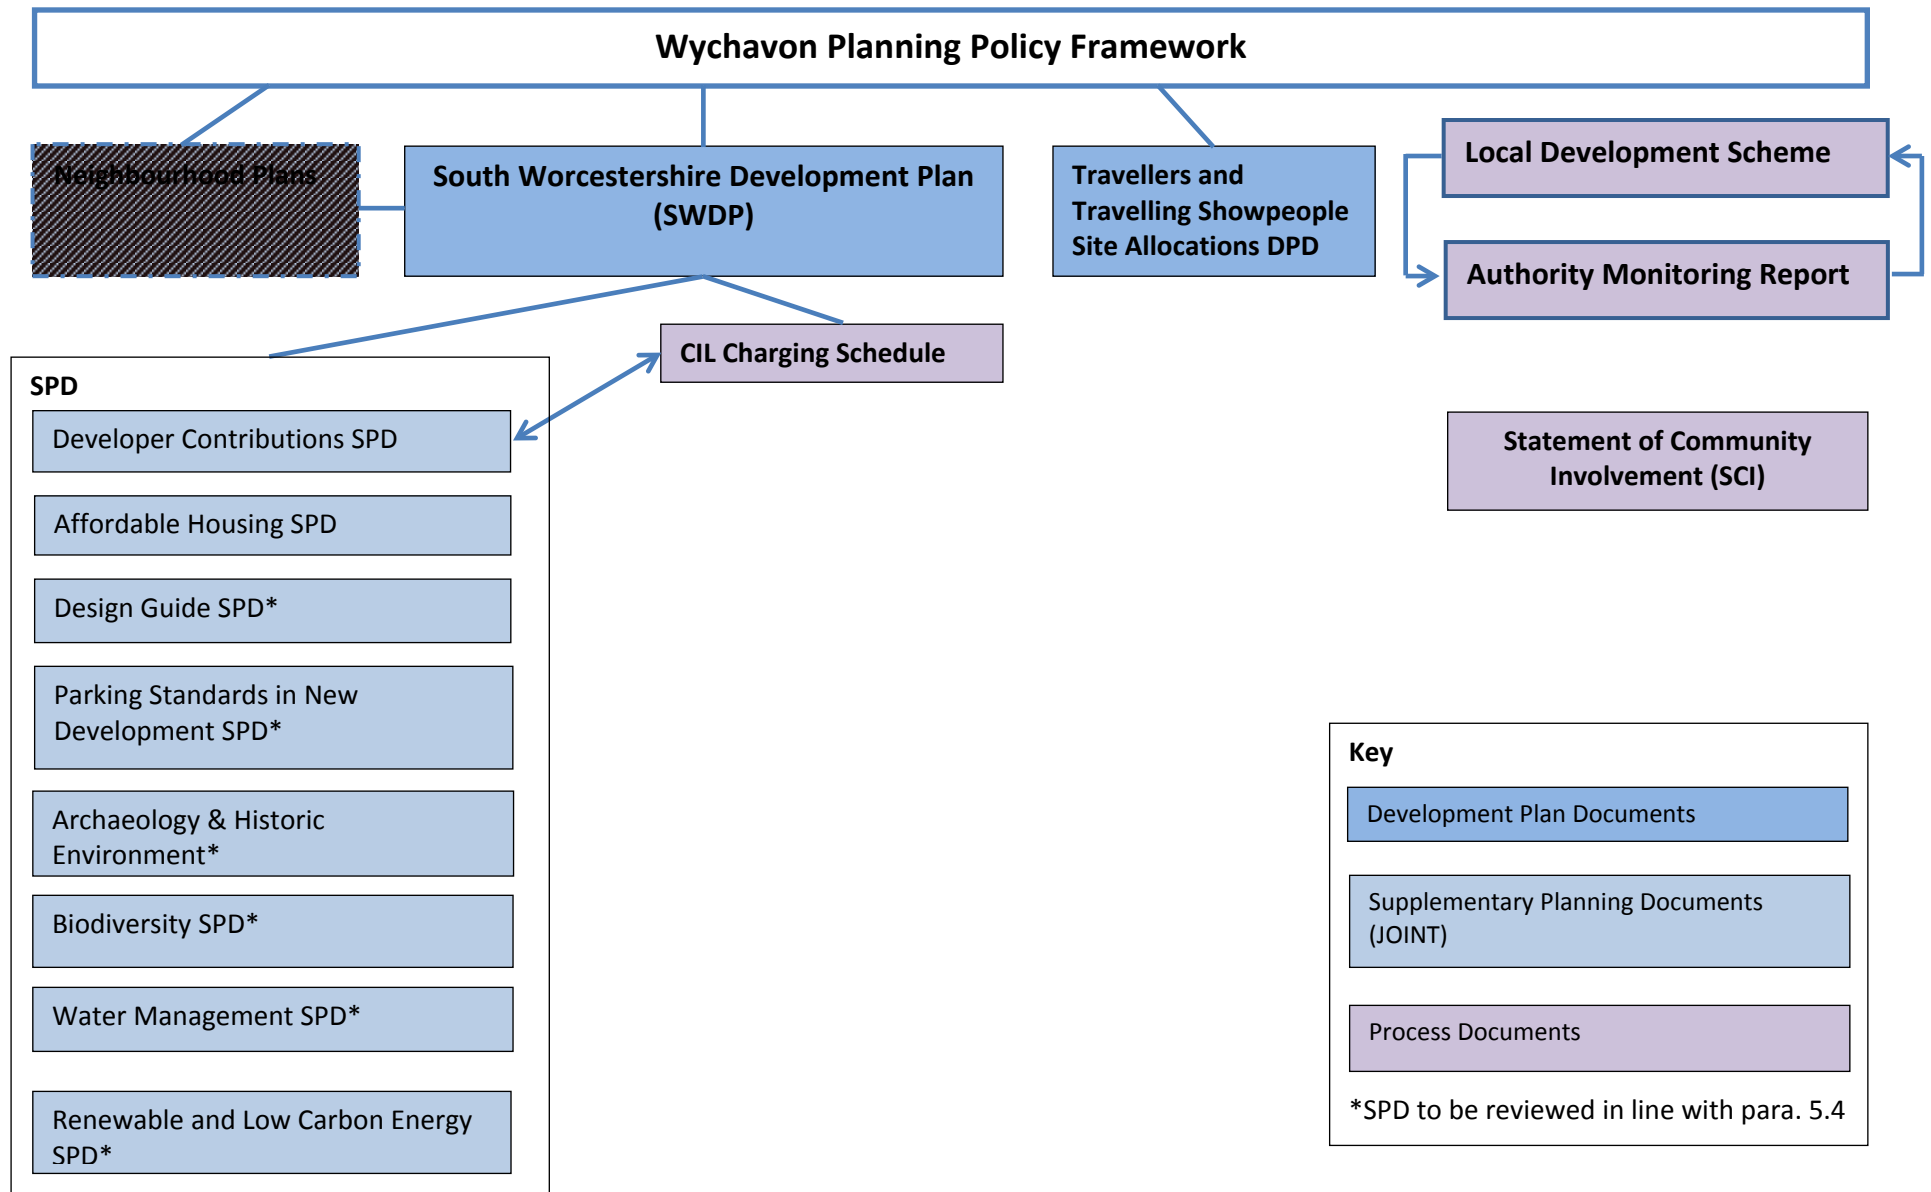 Wychavon Planning Policy Framework
Neighbourhood Plans
South Worcestershire Development Plan
(SWDP)
Travellers and
Travelling Showpeople
Site Allocations DPD
Local Development Scheme
Authority Monitoring Report
CIL Charging Schedule
Statement of Community
Involvement (SCI)
SPD
Developer Contributions SPD
Affordable Housing SPD
Design Guide SPD*
Parking Standards in New
Development SPD*
Archaeology & Historic
Environment*
Biodiversity SPD*
Water Management SPD*
Renewable and Low Carbon Energy
SPD*
Key
Development Plan Documents
Supplementary Planning Documents
(JOINT)
Process Documents
*SPD to be reviewed in line with para. 5.4